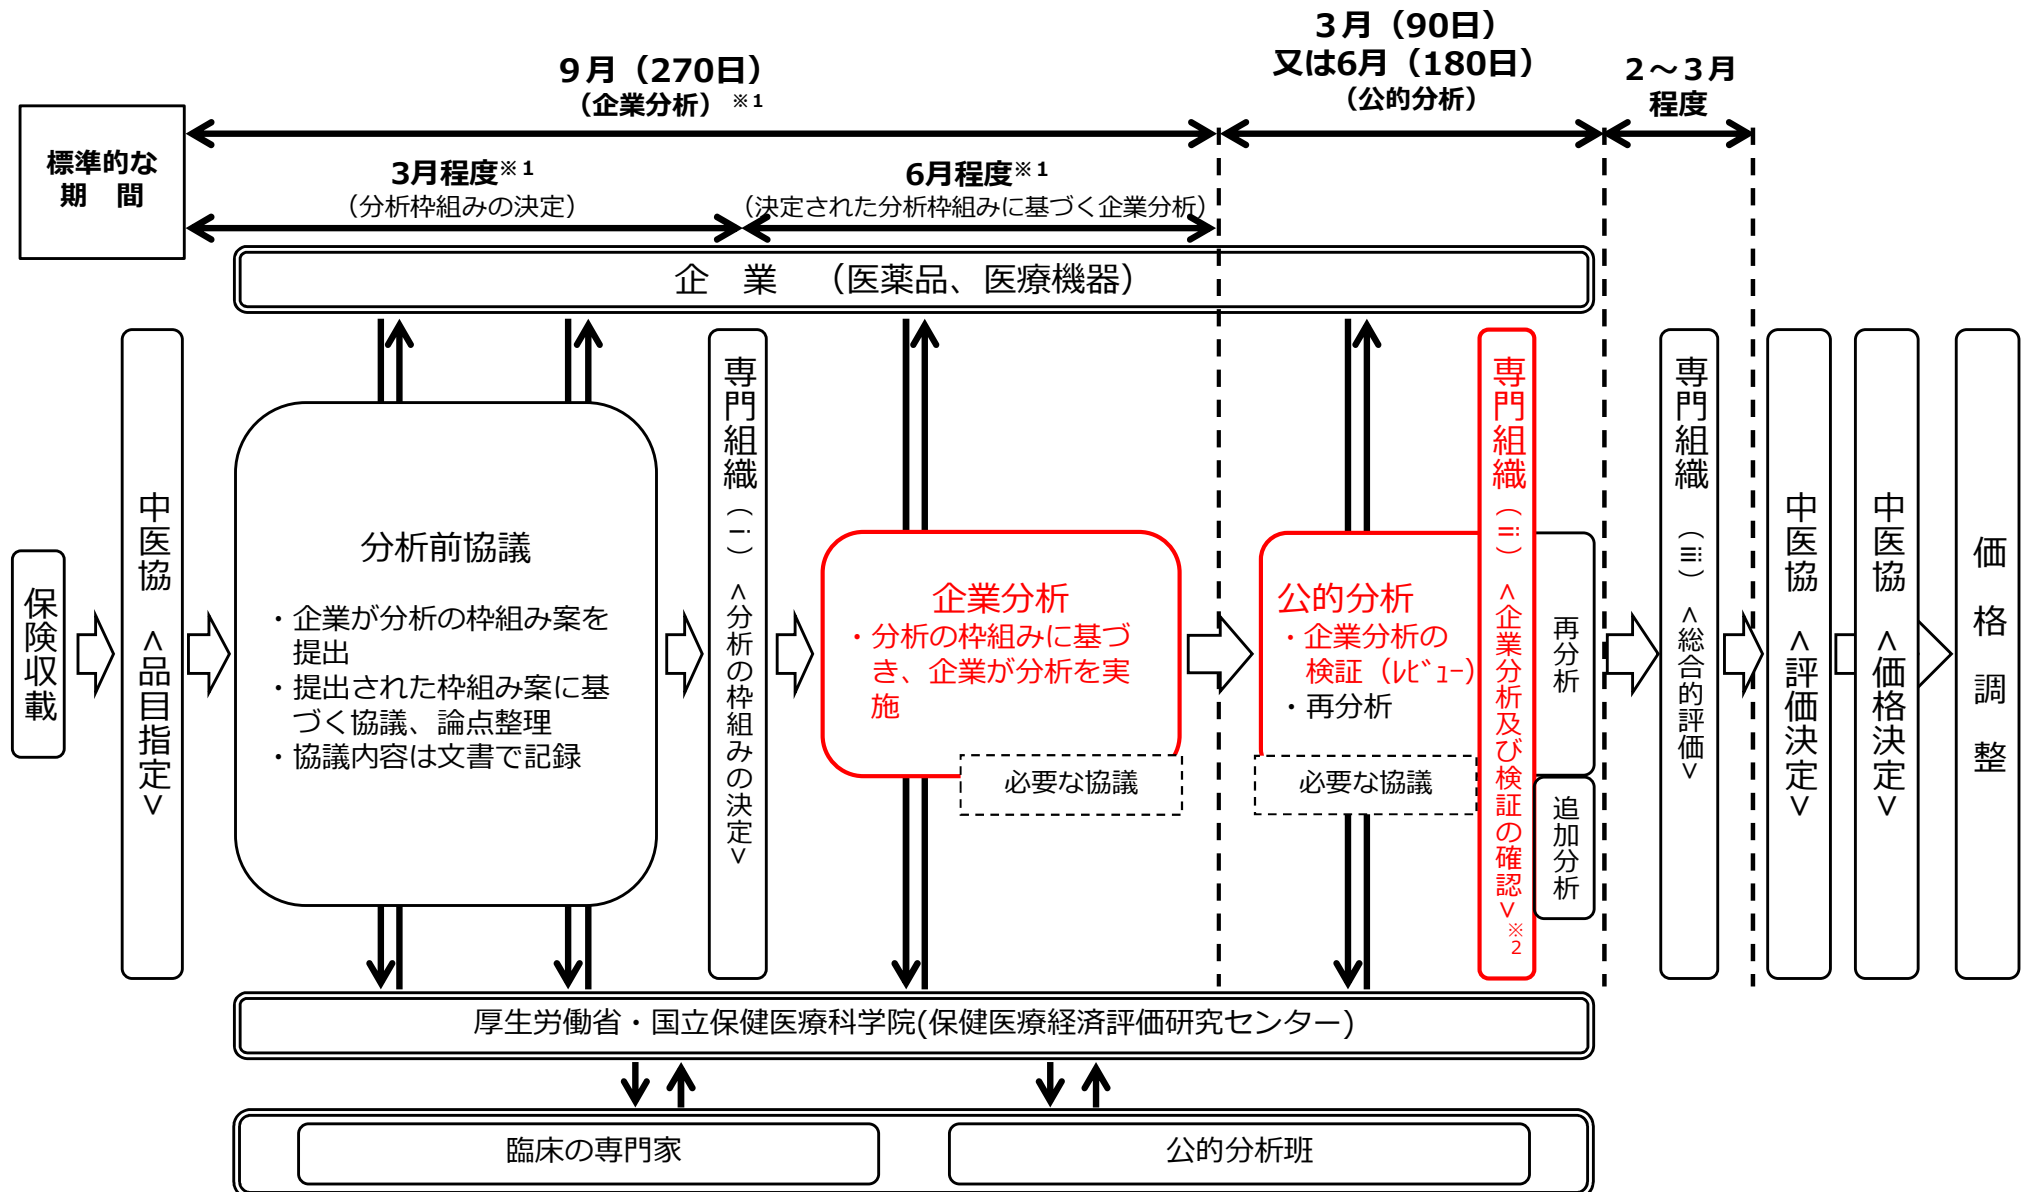 ３月（90日）
又は6月（180日）
（公的分析）
９月（270日）
（企業分析）※１
２～３月
程度
標準的な
期　間
3月程度※１
（分析枠組みの決定）
6月程度※１
（決定された分析枠組みに基づく企業分析）
企　業　（医薬品、医療機器）
保険収載
中医協　<品目指定>
分析前協議
・企業が分析の枠組み案を
提出
・提出された枠組み案に基
づく協議、論点整理
・協議内容は文書で記録
専門組織（ⅰ）<分析の枠組みの決定>
企業分析
・分析の枠組みに基づ
き、企業が分析を実
施
必要な協議
公的分析
・企業分析の
検証（ﾚﾋﾞｭｰ）
・再分析
必要な協議
専門組織（ⅱ）<企業分析及び検証の確認>※2
再分析
追加分析
専門組織（ⅲ）<総合的評価>
中医協　<評価決定>
中医協　<価格決定>
価格調整
厚生労働省・国立保健医療科学院(保健医療経済評価研究センター)
臨床の専門家
公的分析班